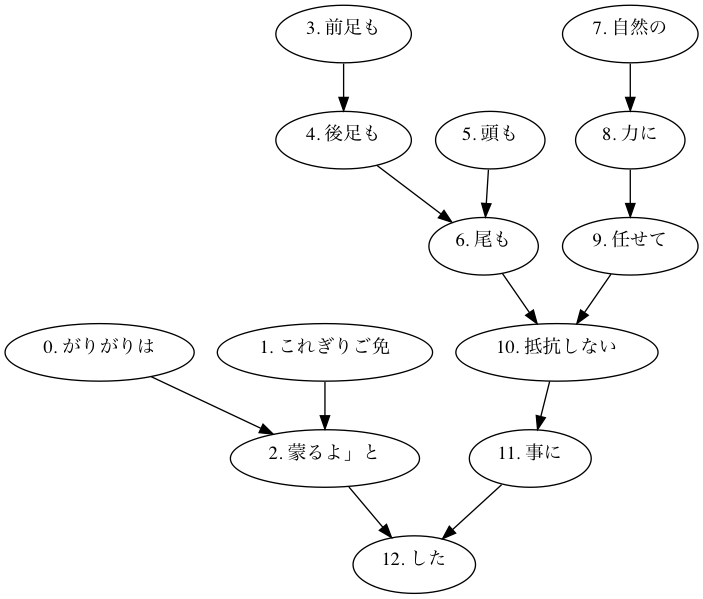 3. 前足も
7. 自然の
4. 後足も
5. 頭も
8. 力に
6. 尾も
9. 任せて
0. がりがりは
1. これぎりご免
10. 抵抗しない
2. 蒙るよ」と
11. 事に
12. した